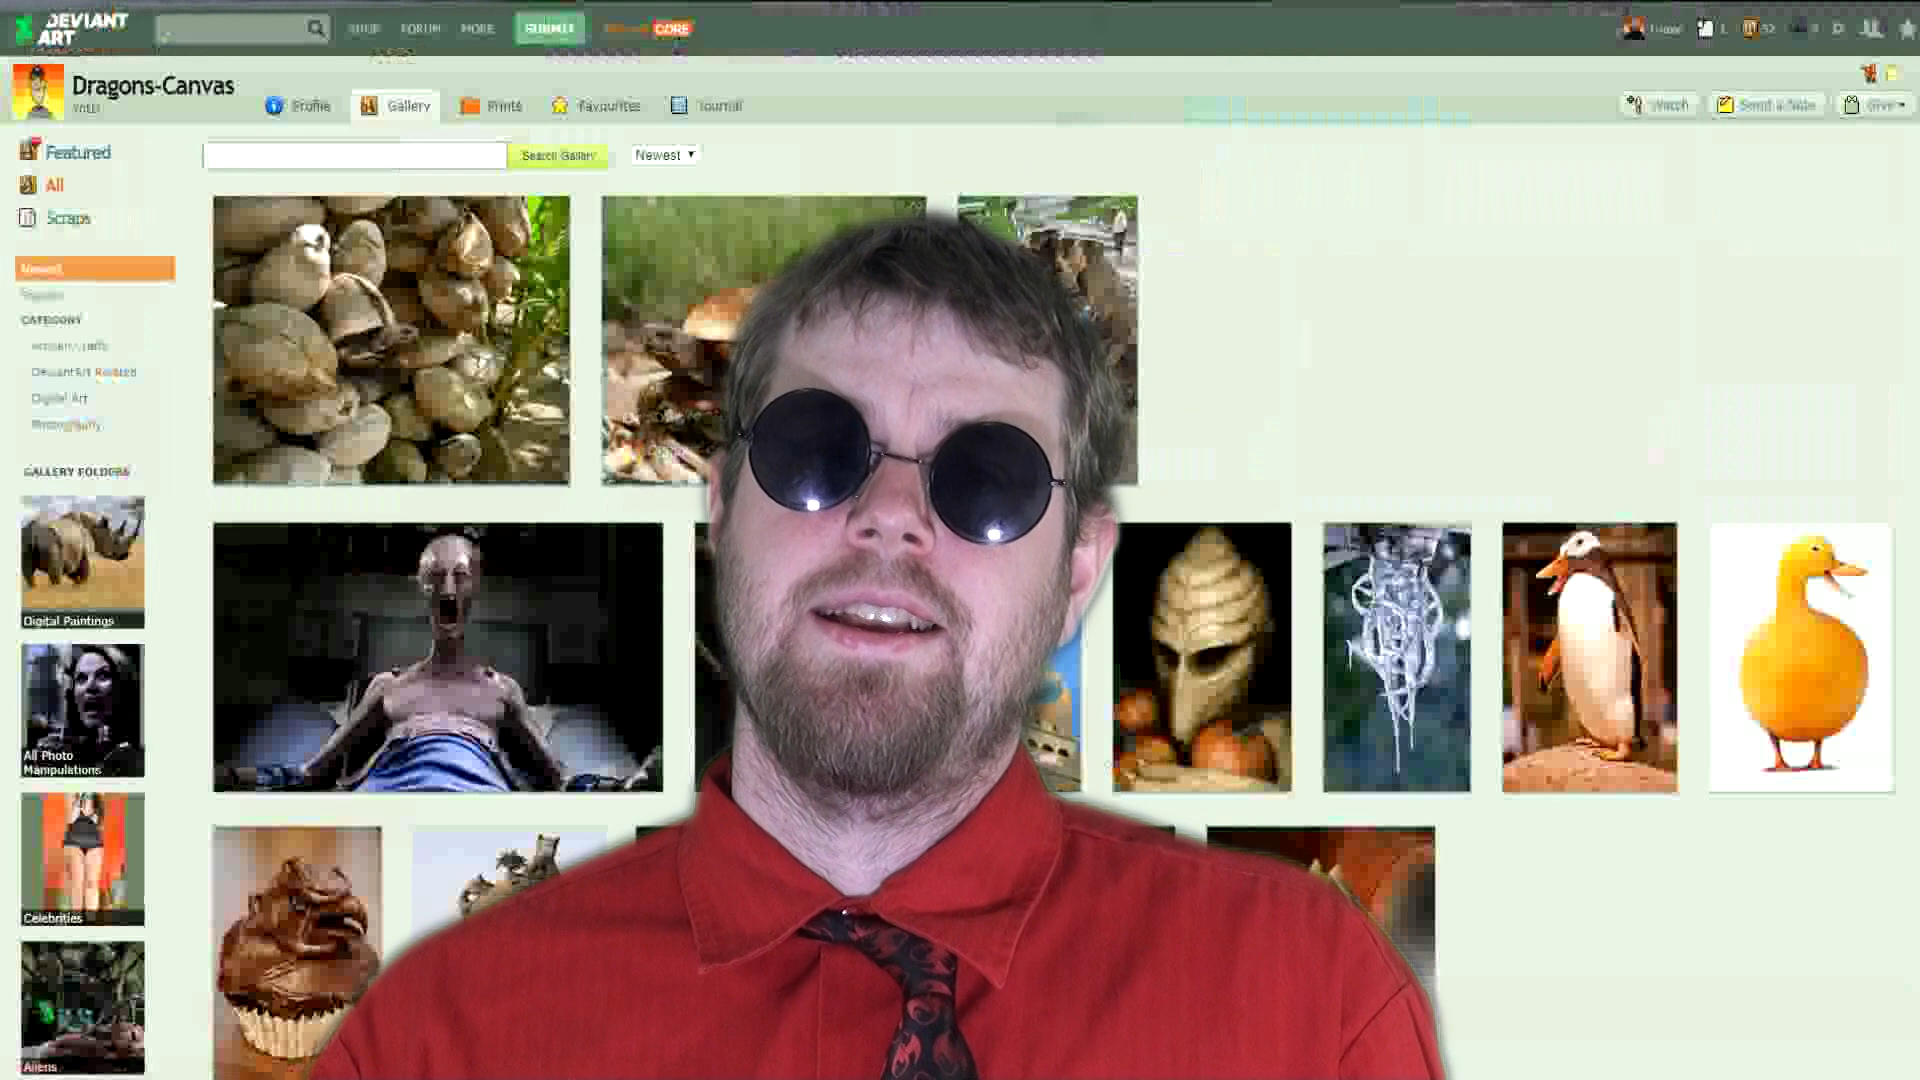 DEVIANT
ART
SHOP
FORUM
MORE
SUBMIT
CORE
Dragons-Canvas
Profile
Gallery
Prints
Favourites
Journal
Watch
Send a Note
Give
Featured
All
Scraps
Search Gallery
Newest
Newest
CATEGORY
DeviantArt Related
Digital Art
Photography
GALLERY FOLDERS
Digital Paintings
All Photo
Manipulations
Celebrities
Aliens